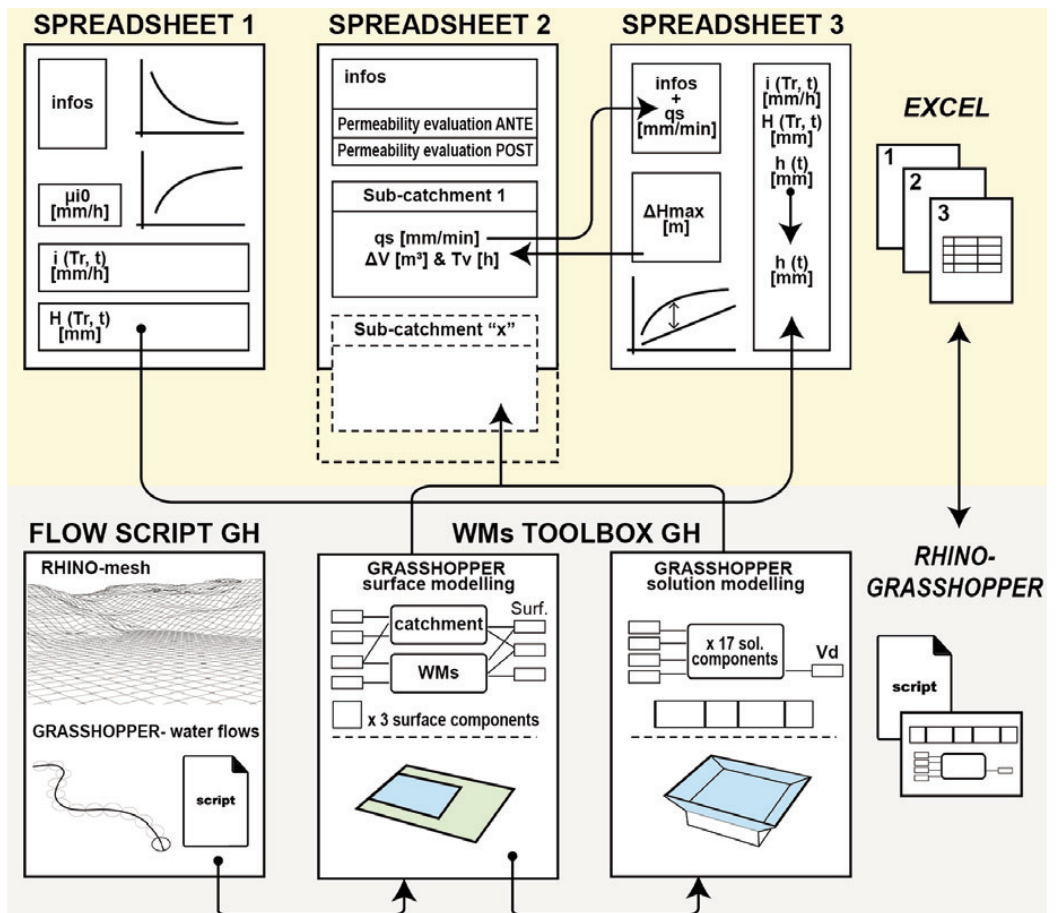 SPREADSHEET 1
infos
μi0
[mm/h]
i (Tr, t)
[mm/h]
H (Tr, t)
[mm]
SPREADSHEET 2
infos
Permeability evaluation ANTE
Permeability evaluation POST
Sub-catchment 1
qs [mm/min]
ΔV [m³] & Tv [h]
Sub-catchment “x”
SPREADSHEET 3
infos
+
qs
[mm/min]
ΔHmax
[m]
i (Tr, t)
[mm/h]
H (Tr, t)
[mm]
h (t)
[mm]
h (t)
[mm]
EXCEL
1
2
3
FLOW SCRIPT GH
RHINO-mesh
GRASSHOPPER- water flows
script
WMs TOOLBOX GH
GRASSHOPPER
surface modelling
Surf.
catchment
WMs
x 3 surface components
GRASSHOPPER
solution modelling
x 17 sol.
components
Vd
RHINO-
GRASSHOPPER
script